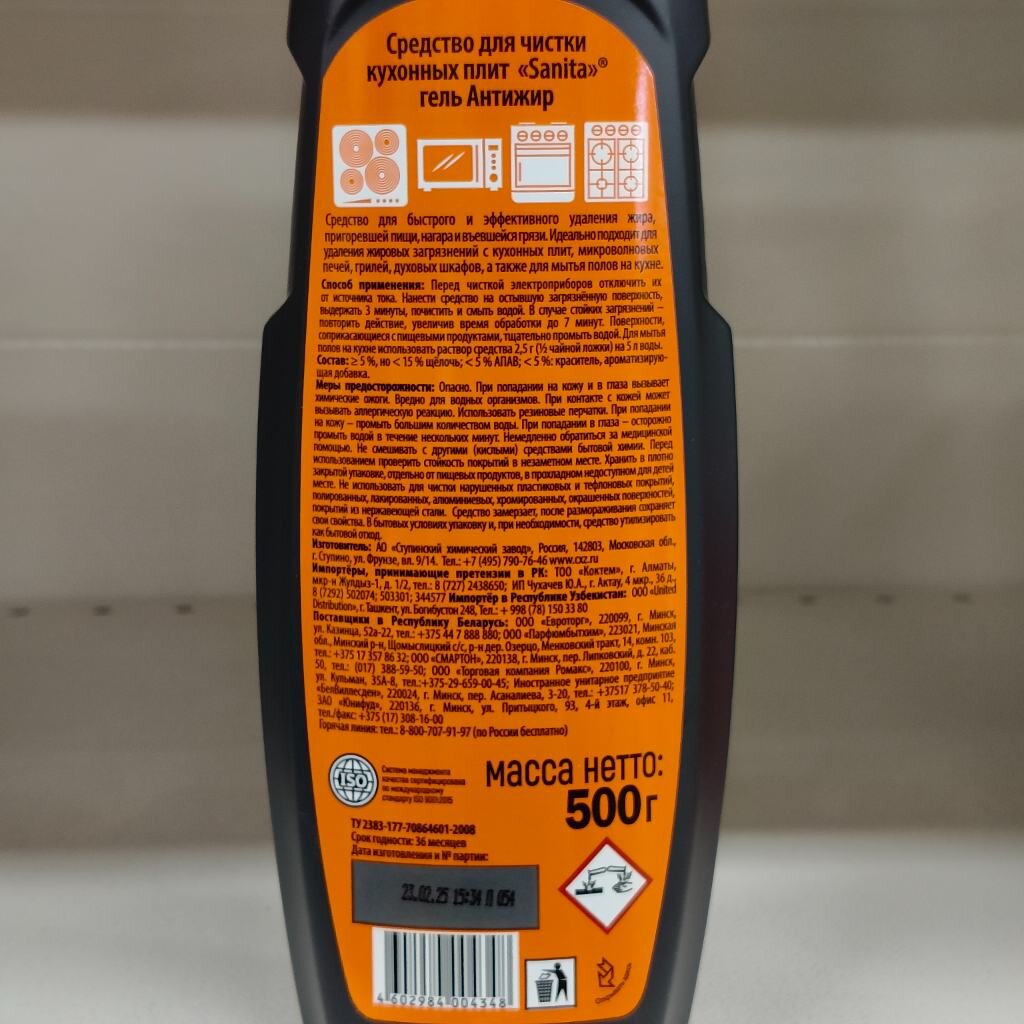 Средство для чистки
кухонных плит «Sanita»®
гель Антижир
Средство для быстрого и эффективного удаления жира,
пригоревшей пищи, нагара и въевшейся грязи. Идеально подходит для
удаления жировых загрязнений с кухонных плит, микроволновых
печей, грилей, духовых шкафов, а также для мытья полов на кухне.
Способ применения: Перед чисткой электроприборов отключить их
от источника тока. Нанести средство на остывшую загрязнённую поверхность,
выдержать 3 минуты, почистить и смыть водой. В случае стойких загрязнений –
повторить действие, увеличив время обработки до 7 минут. Поверхности,
соприкасающиеся с пищевыми продуктами, тщательно промыть водой. Для мытья
полов на кухне использовать раствор средства 2,5 г (½ чайной ложки) на 5 л воды.
Состав: ≥ 5 %, но < 15 % щёлочь; < 5 % АПАВ; < 5 %: краситель, ароматизирую-
щая добавка.
Меры предосторожности: Опасно. При попадании на кожу и в глаза вызывает
химические ожоги. Вредно для водных организмов. При контакте с кожей может
вызывать аллергическую реакцию. Использовать резиновые перчатки. При попадании
на кожу – промыть большим количеством воды. При попадании в глаза – осторожно
промыть водой в течение нескольких минут. Немедленно обратиться за медицинской
помощью. Не смешивать с другими (кислыми) средствами бытовой химии. Перед
использованием проверить стойкость покрытий в незаметном месте. Хранить в плотно
закрытой упаковке, отдельно от пищевых продуктов, в прохладном недоступном для детей
месте. Не использовать для чистки нарушенных пластиковых и тефлоновых покрытий,
полированных, лакированных, алюминиевых, хромированных, окрашенных поверхностей,
покрытий из нержавеющей стали. Средство замерзает, после размораживания сохраняет
свои свойства. В бытовых условиях упаковку и, при необходимости, средство утилизировать
как бытовой отход.
Изготовитель: АО «Ступинский химический завод», Россия, 142803, Московская обл.,
г. Ступино, ул. Фрунзе, вл. 9/14. Тел.: +7 (495) 790-76-46 www.cxz.ru
Импортёры, принимающие претензии в РК: ТОО «Коктем», г. Алматы,
мкр-н Жулдыз-1, д. 1/2, тел.: 8 (727) 2438650; ИП Чухачев Ю.А., г. Актау, 4 мкр., 36 д.,
8 (7292) 502074; 503301; 344577 Импортёр в Республике Узбекистан: ООО «United
Distribution», г. Ташкент, ул. Богибустон 248, Тел.: + 998 (78) 150 33 80
Поставщики в Республику Беларусь: ООО «Евроторг», 220099, г. Минск,
ул. Казинца, 52а-22, тел.: +375 44 7 888 880; ООО «Парфюмбытхим», 223021, Минская
обл., Минский р-н, Щомыслицкий с/с, р-н дер. Озерцо, Менковский тракт, 14, комн. 103,
тел.: +375 17 357 86 32; ООО «СМАРТОН», 220138, г. Минск, пер. Липковский, д. 22, каб.
50, тел.: (017) 388-59-50; ООО «Торговая компания Ромакс», 220100, г. Минск,
ул. Кульман, 35А-8, тел.:+375-29-659-00-45; Иностранное унитарное предприятие
«БелВиллесден», 220024, г. Минск, пер. Асаналиева, 3-20, тел.: +37517 378-50-40;
ЗАО «Юнифуд», 220136, г. Минск, ул. Притыцкого, 93, 4-й этаж, офис 11,
тел./факс: +375 (17) 308-16-00
Горячая линия: тел.: 8-800-707-91-97 (по России бесплатно)
ISO
Система менеджмента
качества сертифицирована
по международному
стандарту ISO 9001:2015
масса нетто:
500 г
ТУ 2383-177-70864601-2008
Срок годности: 36 месяцев
Дата изготовления и № партии:
23.02.25 15:34 Л 054
4 602984 004348
Открывать здесь